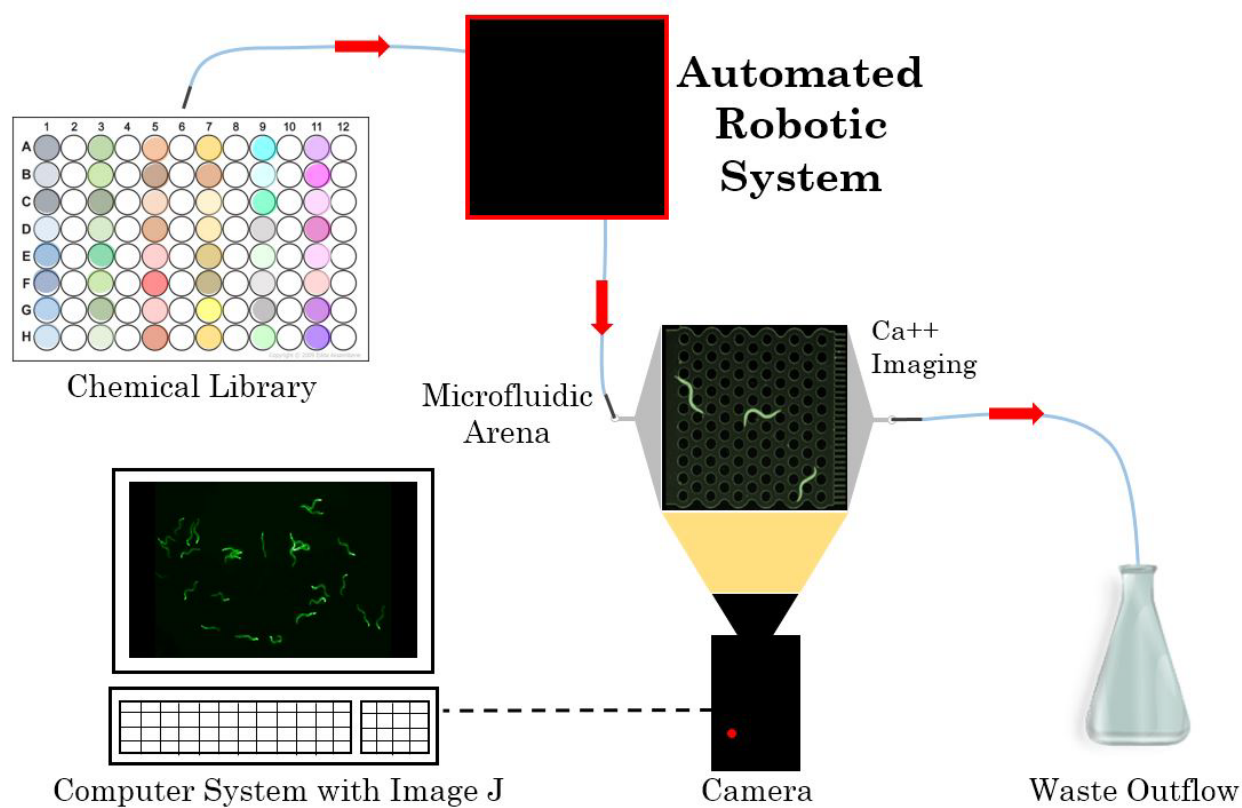 Automated
Robotic
System
1 2 3 4 5 6 7 8 9 10 11 12
A
B
C
D
E
F
G
H
Chemical Library
Ca++
Imaging
Microfluidic
Arena
Computer System with Image J
Camera
Waste Outflow